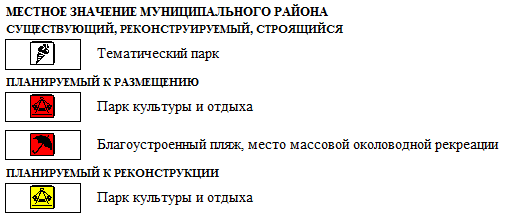 МЕСТНОЕ ЗНАЧЕНИЕ МУНИЦИПАЛЬНОГО РАЙОНА
СУЩЕСТВУЮЩИЙ, РЕКОНСТРУИРУЕМЫЙ, СТРОЯЩИЙСЯ
Тематический парк
ПЛАНИРУЕМЫЙ К РАЗМЕЩЕНИЮ
Парк культуры и отдыха
Благоустроенный пляж, место массовой околоводной рекреации
ПЛАНИРУЕМЫЙ К РЕКОНСТРУКЦИИ
Парк культуры и отдыха